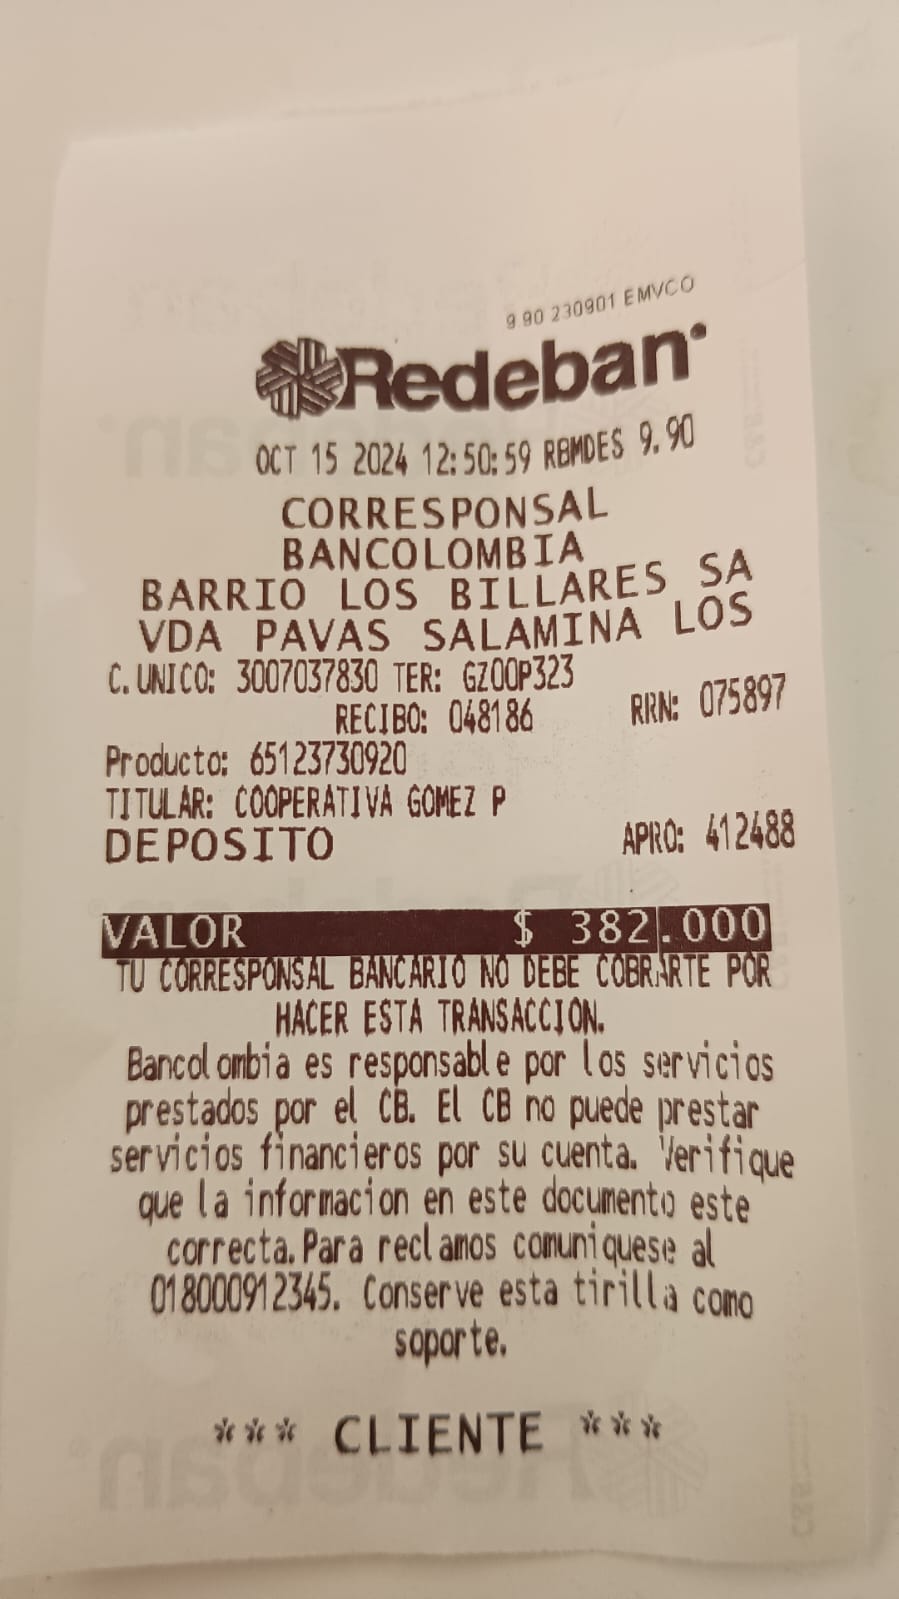 9 90 230901 EMVCO
Redeban
OCT 15 2024 12:50:59 RBMDES 9.90
CORRESPONSAL
BANCOLOMBIA
BARRIO LOS BILLARES SA
VDA PAVAS SALAMINA LOS
C. UNICO: 3007037830 TER: GZ00P323
RECIBO: 048186 RRN: 075897
Producto: 65123730920
TITULAR: COOPERATIVA GOMEZ P
DEPOSITO APRO: 412488
VALOR $ 382.000
TU CORRESPONSAL BANCARIO NO DEBE COBRARTE POR
HACER ESTA TRANSACCION.
Bancolombia es responsable por los servicios
prestados por el CB. El CB no puede prestar
servicios financieros por su cuenta. Verifique
que la informacion en este documento este
correcta. Para reclamos comuniquese al
018000912345. Conserve esta tirilla como
soporte.
*** CLIENTE ***